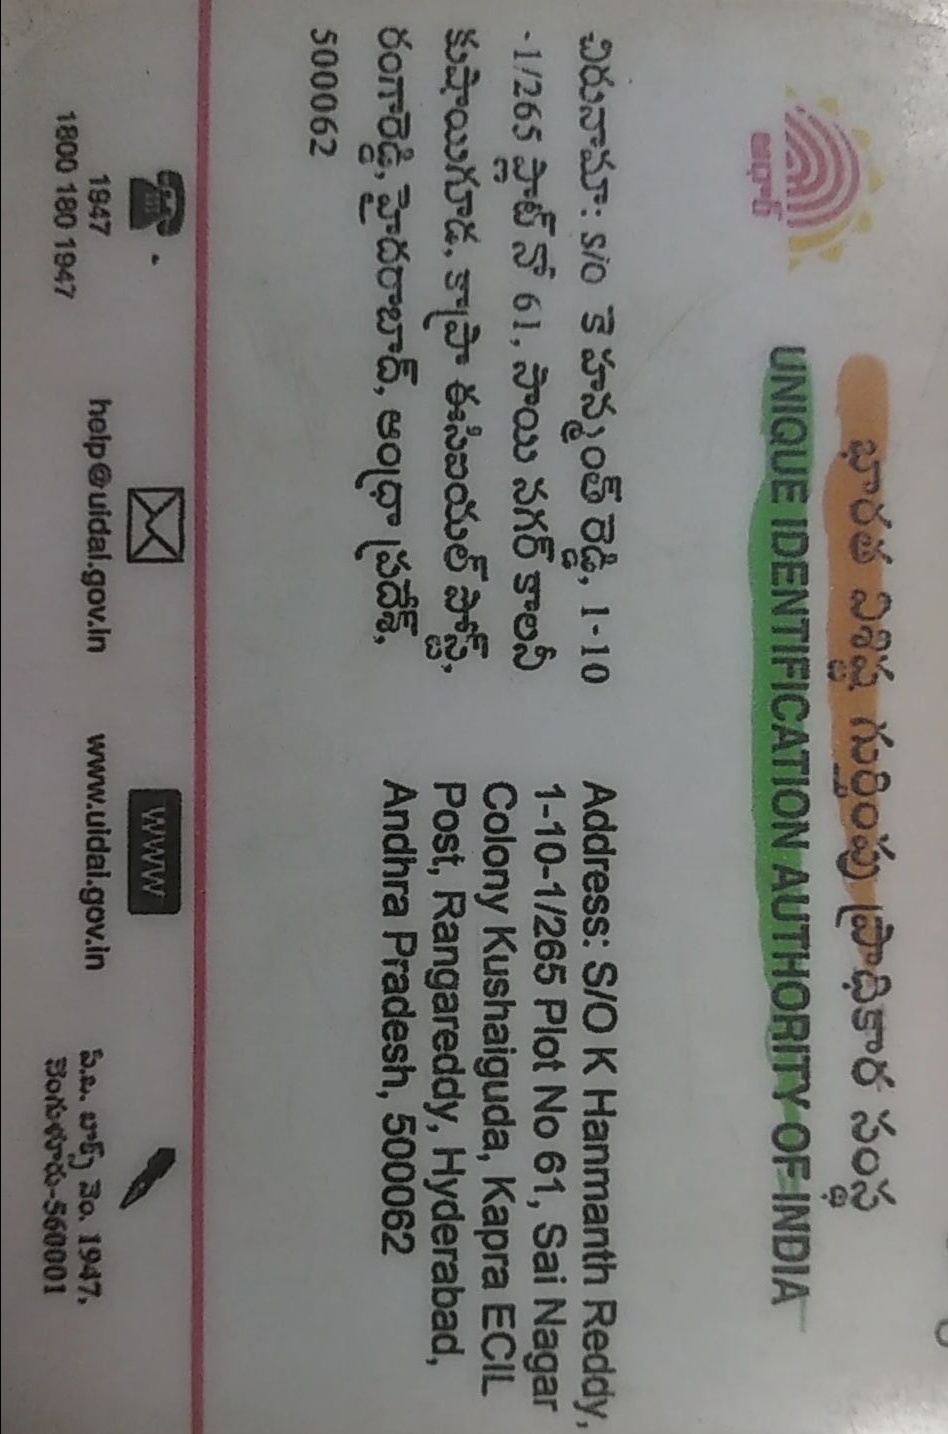 భారత విశిష్ట గుర్తింపు ప్రాధికార సంస్థ
UNIQUE IDENTIFICATION AUTHORITY OF INDIA
ఆధార్
చిరునామా: S/O కె హన్మంత్ రెడ్డి, 1-10
-1/265 ప్లాట్ నో 61, సాయి నగర్ కాలనీ
కుషాయిగూడ, కాప్రా ఈసిఐయల్ పోస్ట్,
రంగారెడ్డి, హైదరాబాద్, ఆంధ్రా ప్రదేశ్,
500062
Address: S/O K Hanmanth Reddy,
1-10-1/265 Plot No 61, Sai Nagar
Colony Kushaiguda, Kapra ECIL
Post, Rangareddy, Hyderabad,
Andhra Pradesh, 500062
1947
1800 180 1947
help@uidai.gov.in
WWW
www.uidai.gov.in
పి.ఒ. బాక్స్ నెం. 1947,
బెంగుళూరు-560001